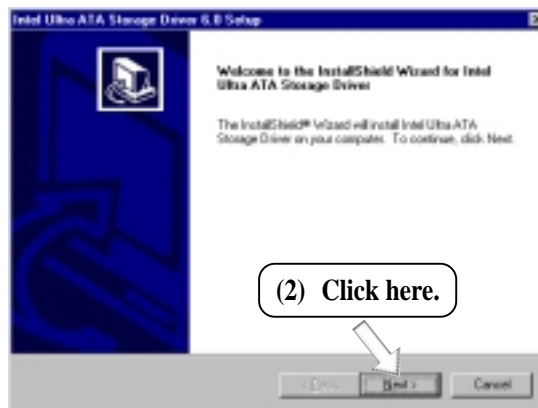 Intel Ultra ATA Storage Driver 6.0 Setup
Welcome to the InstallShield Wizard for Intel
Ultra ATA Storage Driver
The InstallShield® Wizard will install Intel Ultra ATA
Storage Driver on your computer. To continue, click Next.
(2) Click here.
< Back
Next >
Cancel